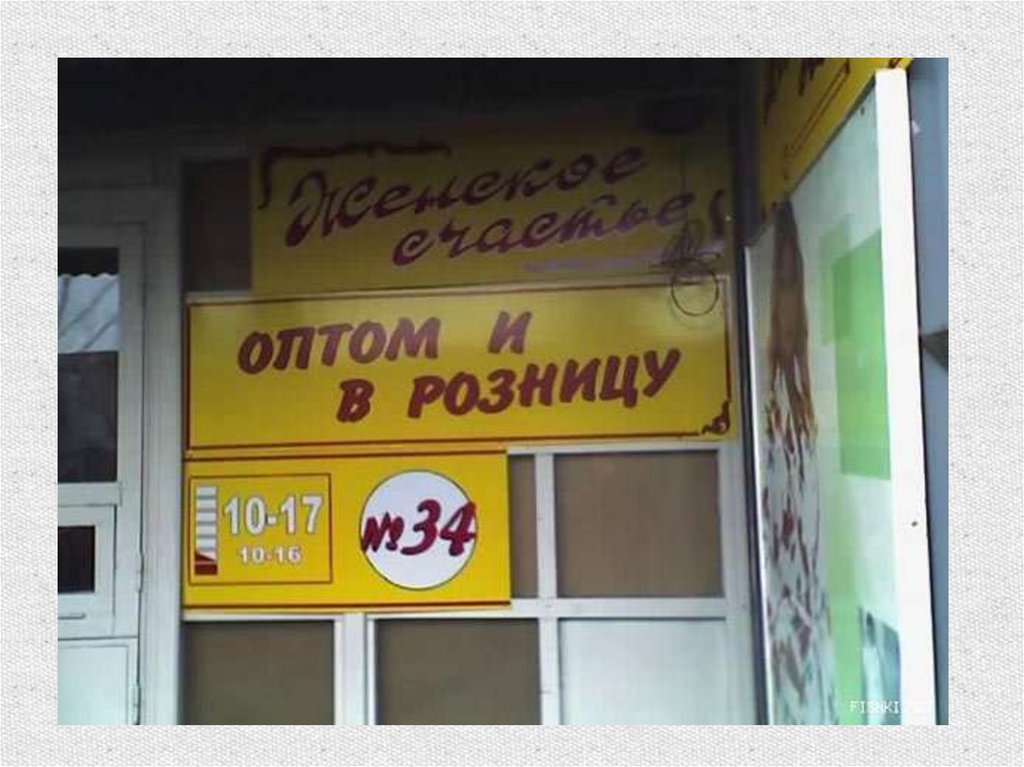 Женское
счастье
ОПТОМ И
В РОЗНИЦУ
10-17
10-16
№34